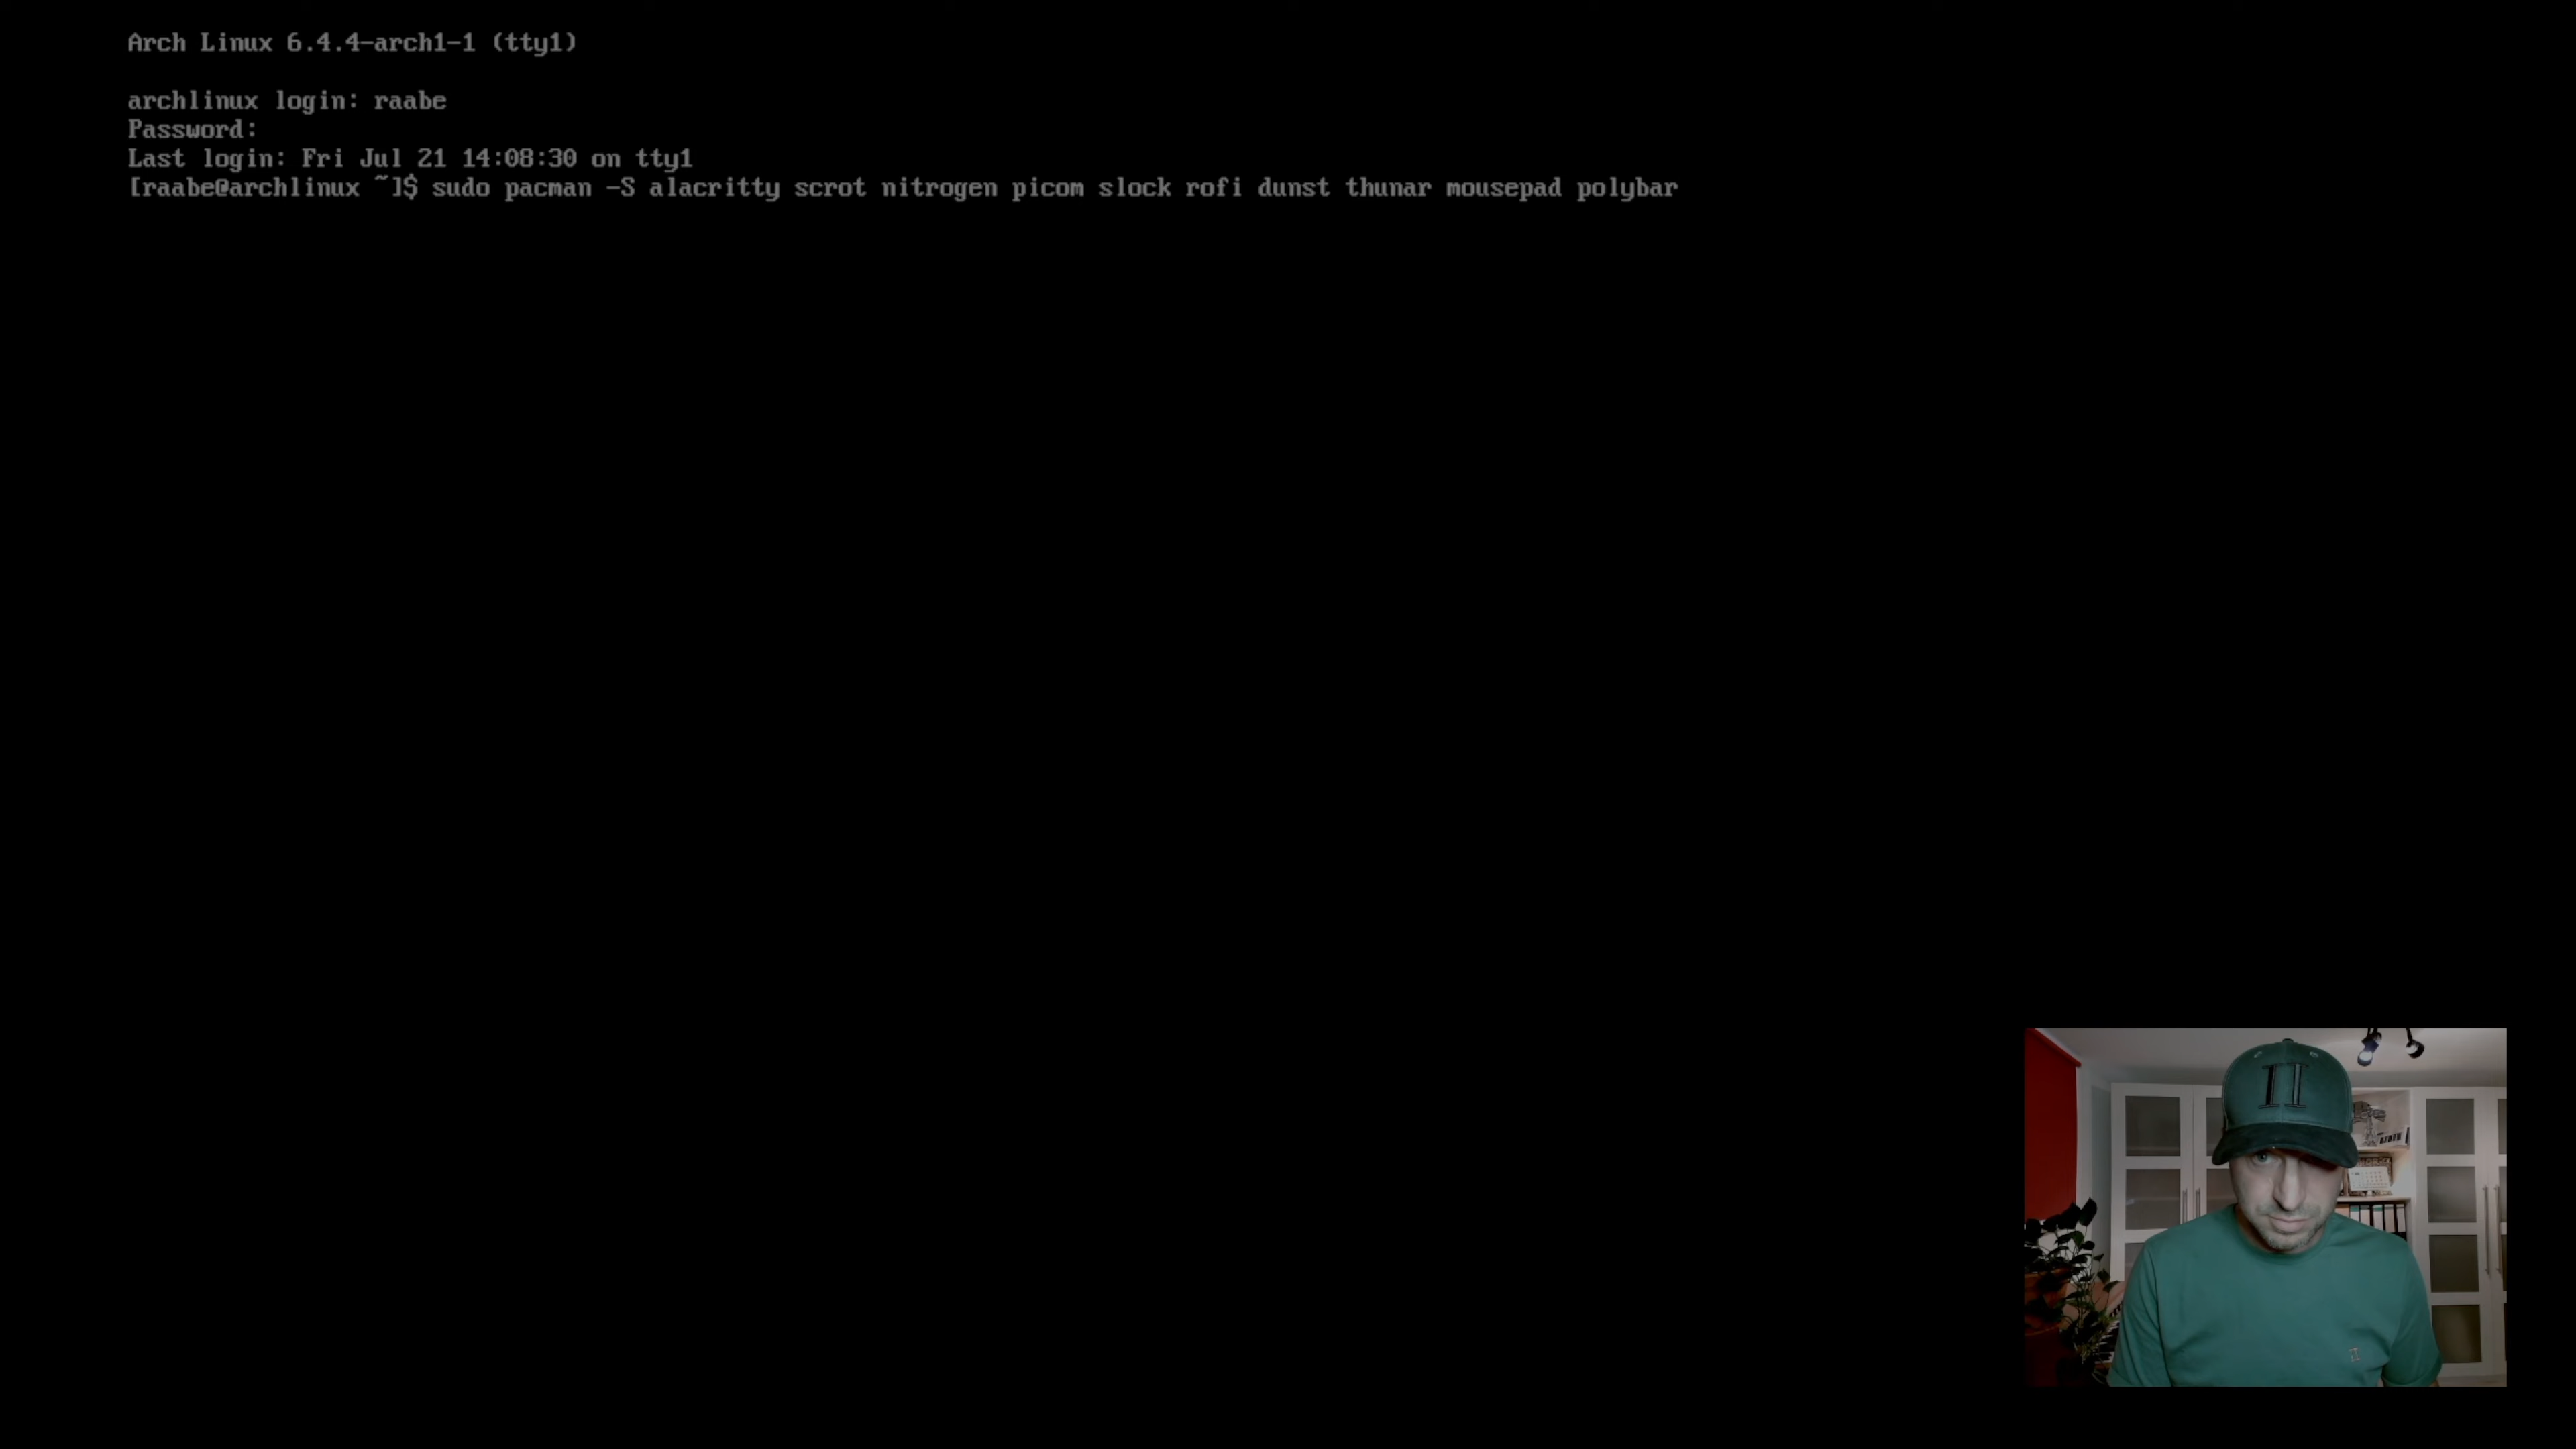 Arch Linux 6.4.4-arch1-1 (tty1)
archlinux login: raabe
Password:
Last login: Fri Jul 21 14:08:30 on tty1
[raabe@archlinux ~]$ sudo pacman -S alacritty scrot nitrogen picom slock rofi dunst thunar mousepad polybar
II